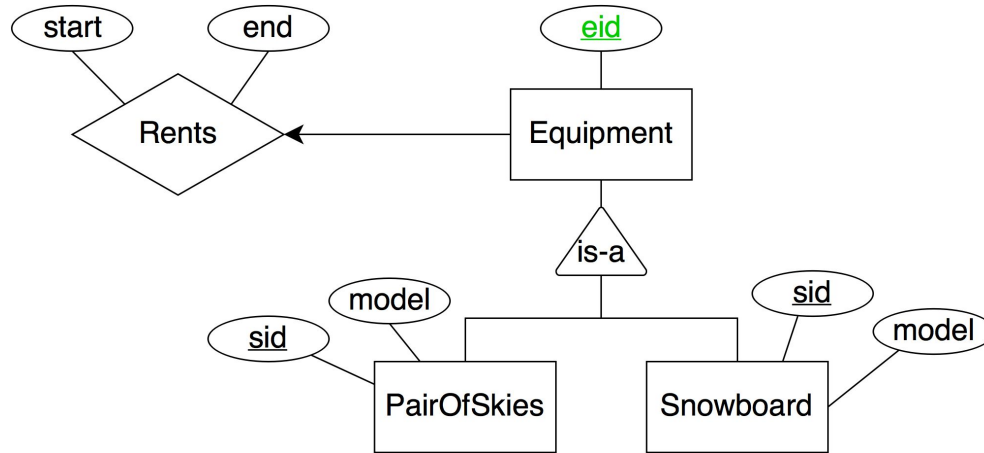 start
end
eid
Rents
Equipment
is-a
sid
model
sid
model
PairOfSkies
Snowboard